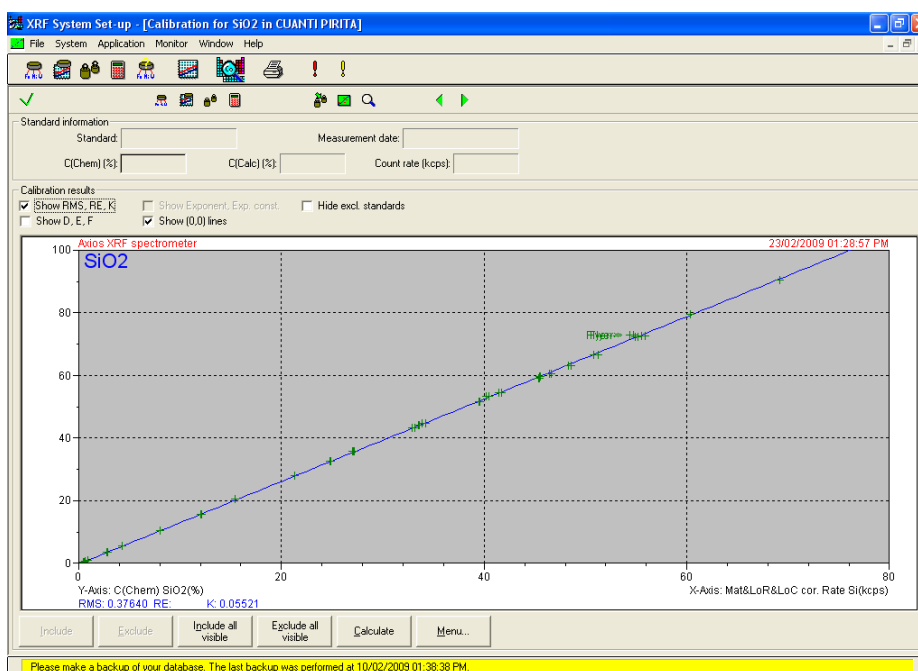 XRF System Set-up - [Calibration for SiO2 in CUANTI PIRITA]
File System Application Monitor Window Help
Standard information
Standard: Measurement date:
C(Chem) (%): C(Calc) (%): Count rate (kcps):
Calibration results
Show RMS, RE, K Show Exponent, Exp. const. Hide excl. standards
Show D, E, F Show (0,0) lines
Axios XRF spectrometer 23/02/2009 01:28:57 PM
100
SiO2
80
60
40
20
0
0 20 40 60 80
Y-Axis: C(Chem) SiO2(%) X-Axis: Mat&LoR&LoC cor. Rate Si(kcps)
RMS: 0.37640 RE: K: 0.05521
Include Exclude Include all visible Exclude all visible Calculate Menu...
Please make a backup of your database. The last backup was performed at 10/02/2009 01:38:38 PM.